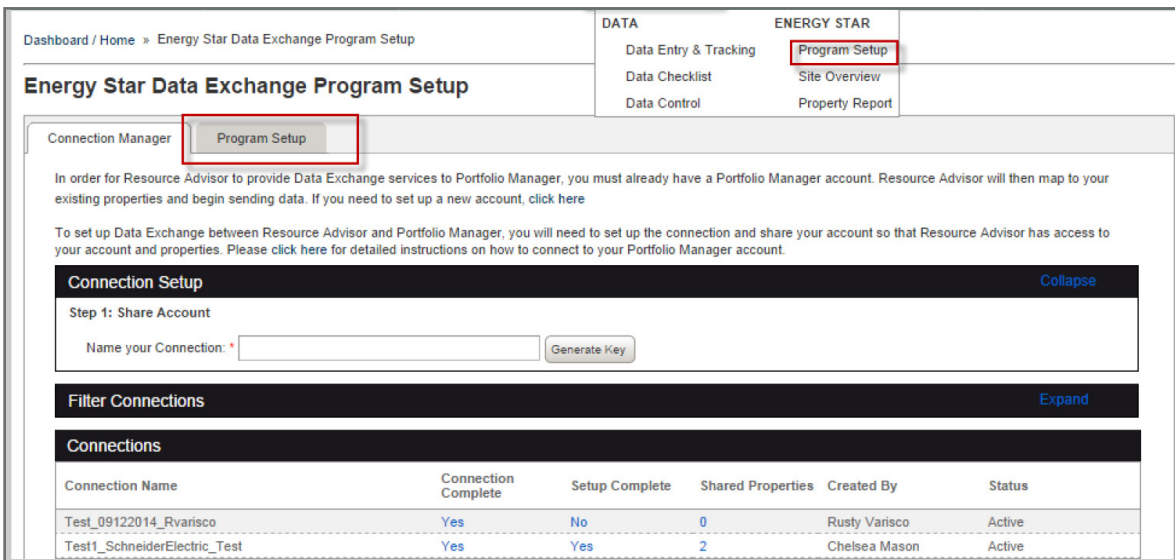 DATA ENERGY STAR
Dashboard / Home » Energy Star Data Exchange Program Setup
Data Entry & Tracking Program Setup
Data Checklist Site Overview
Energy Star Data Exchange Program Setup
Data Control Property Report
Connection Manager Program Setup
In order for Resource Advisor to provide Data Exchange services to Portfolio Manager, you must already have a Portfolio Manager account. Resource Advisor will then map to your
existing properties and begin sending data. If you need to set up a new account, click here
To set up Data Exchange between Resource Advisor and Portfolio Manager, you will need to set up the connection and share your account so that Resource Advisor has access to
your account and properties. Please click here for detailed instructions on how to connect to your Portfolio Manager account.
Connection Setup Collapse
Step 1: Share Account
Name your Connection: * Generate Key
Filter Connections Expand
Connections
Connection Name Connection Complete Setup Complete Shared Properties Created By Status
Test_09122014_Rvarisco Yes No 0 Rusty Varisco Active
Test1_SchneiderElectric_Test Yes Yes 2 Chelsea Mason Active